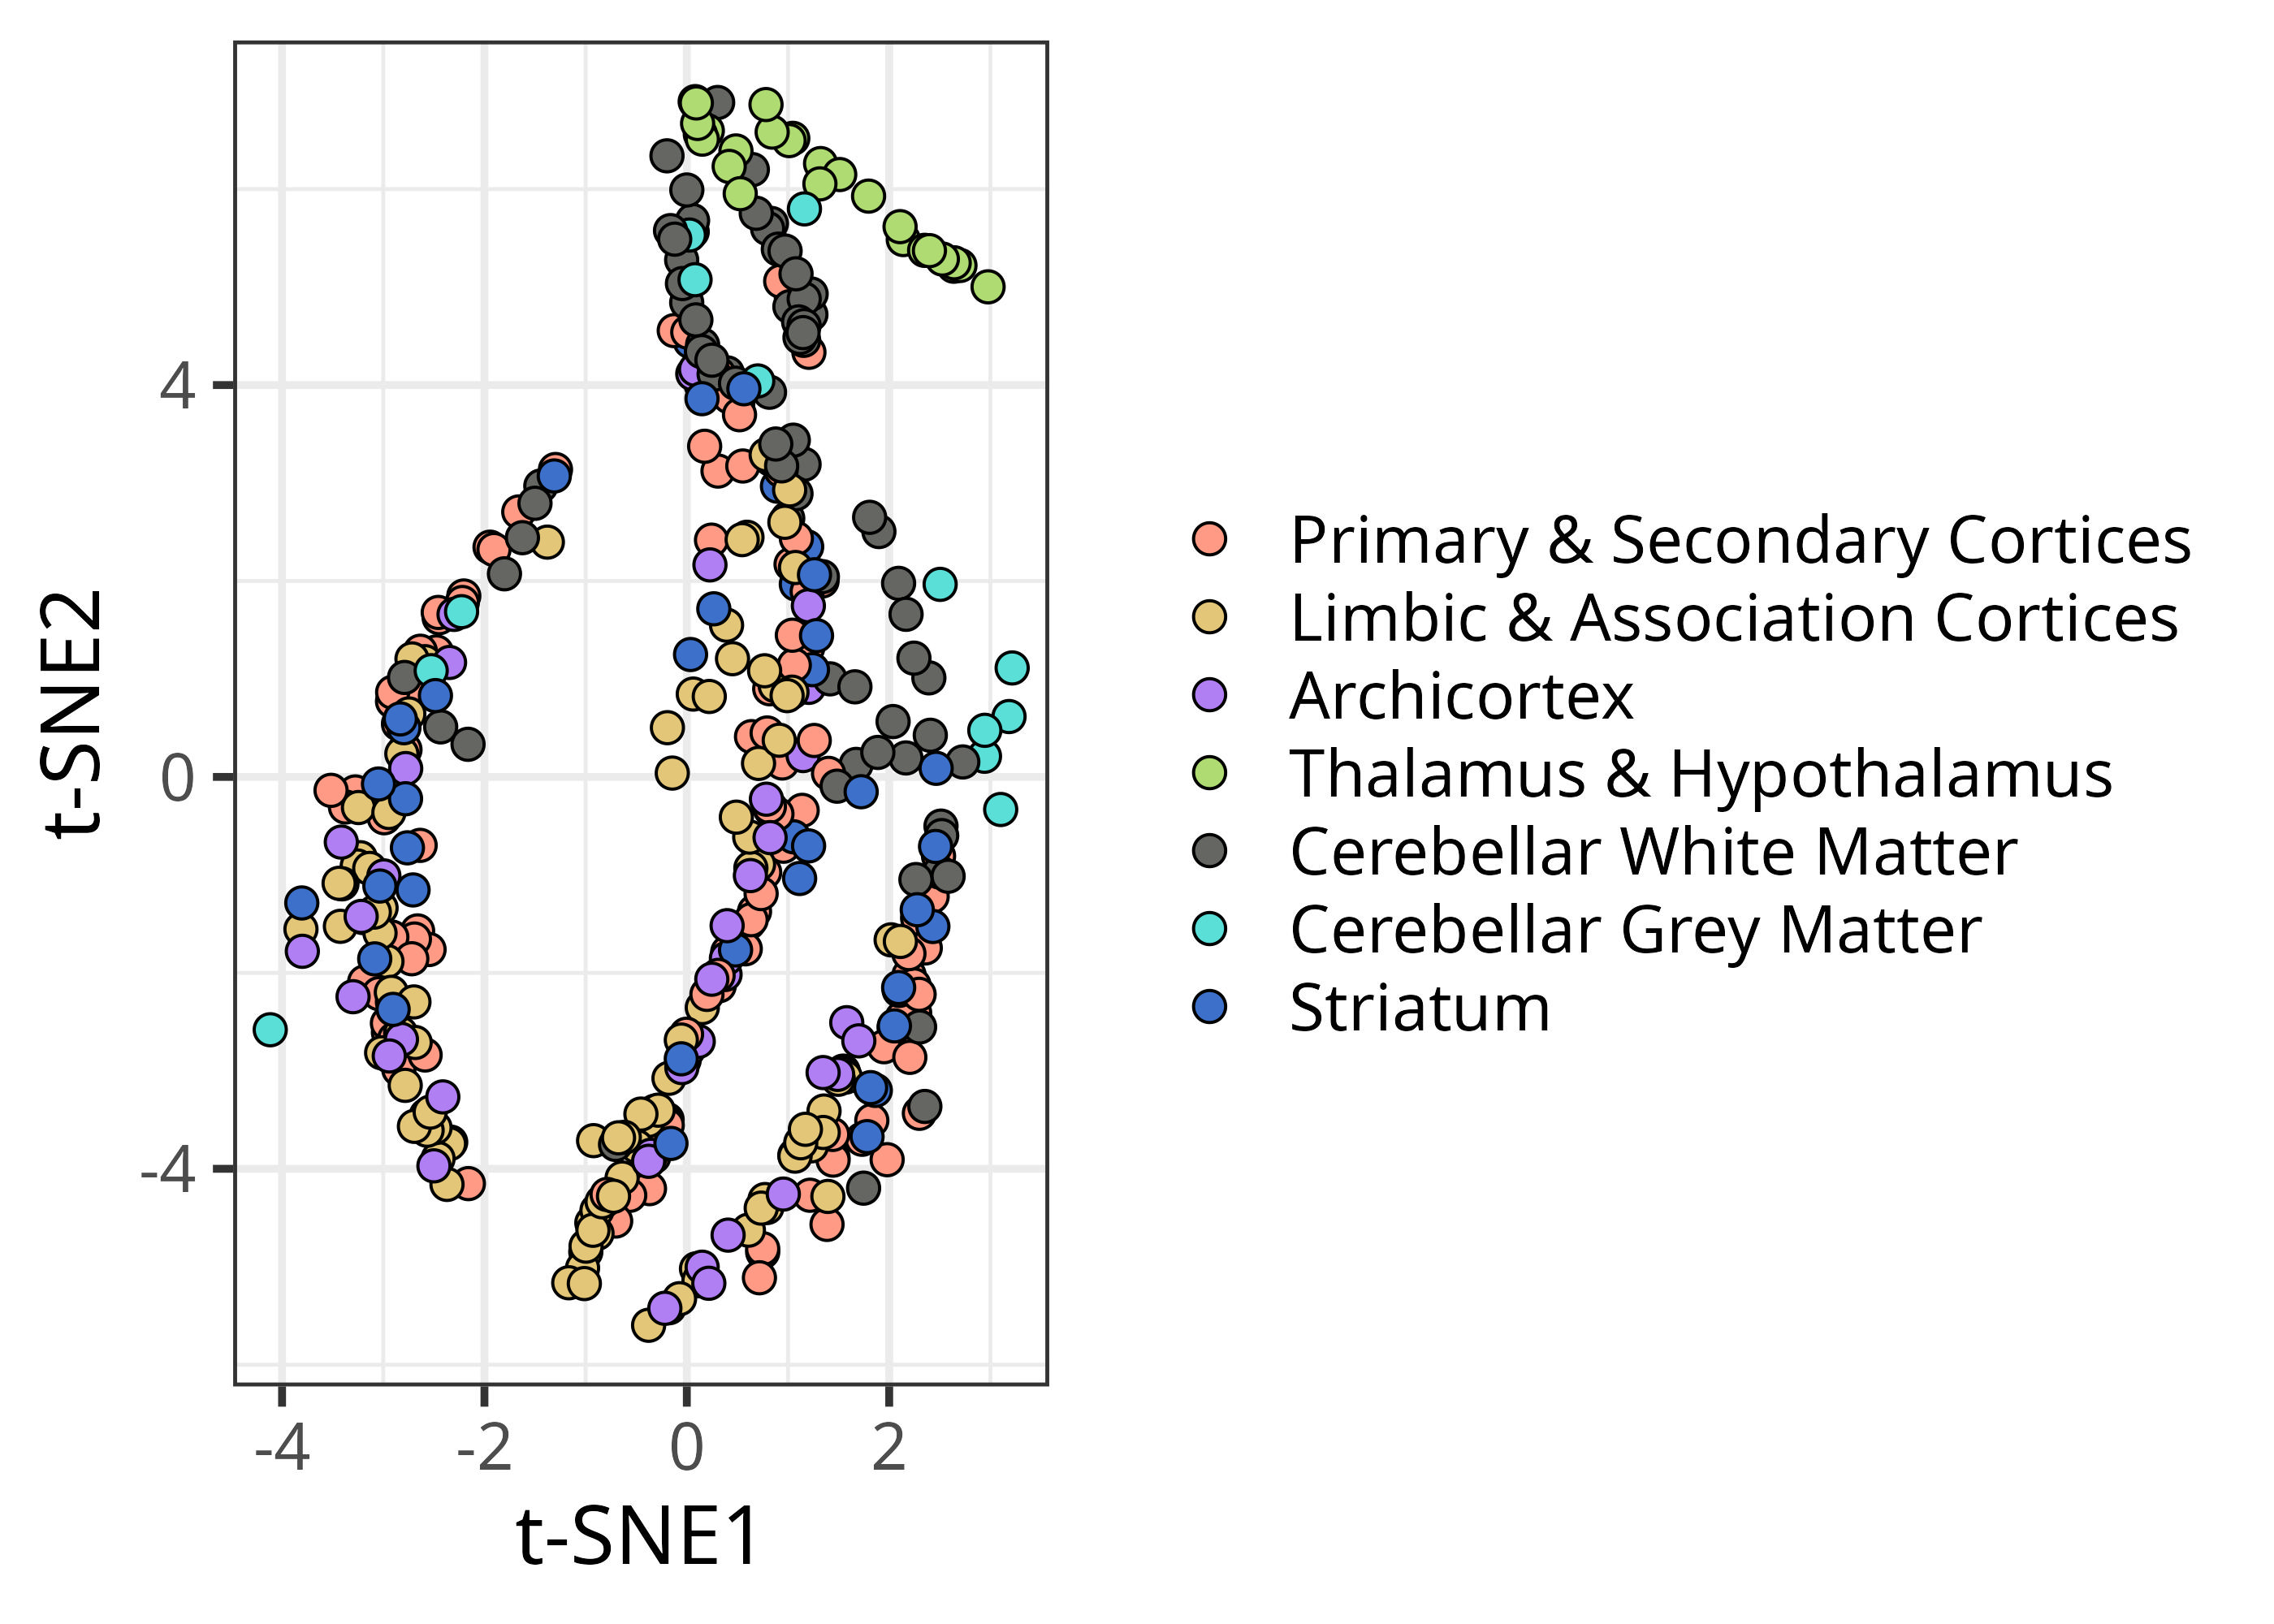 t-SNE2
4
0
-4
-4 -2 0 2
t-SNE1
Primary & Secondary Cortices
Limbic & Association Cortices
Archicortex
Thalamus & Hypothalamus
Cerebellar White Matter
Cerebellar Grey Matter
Striatum